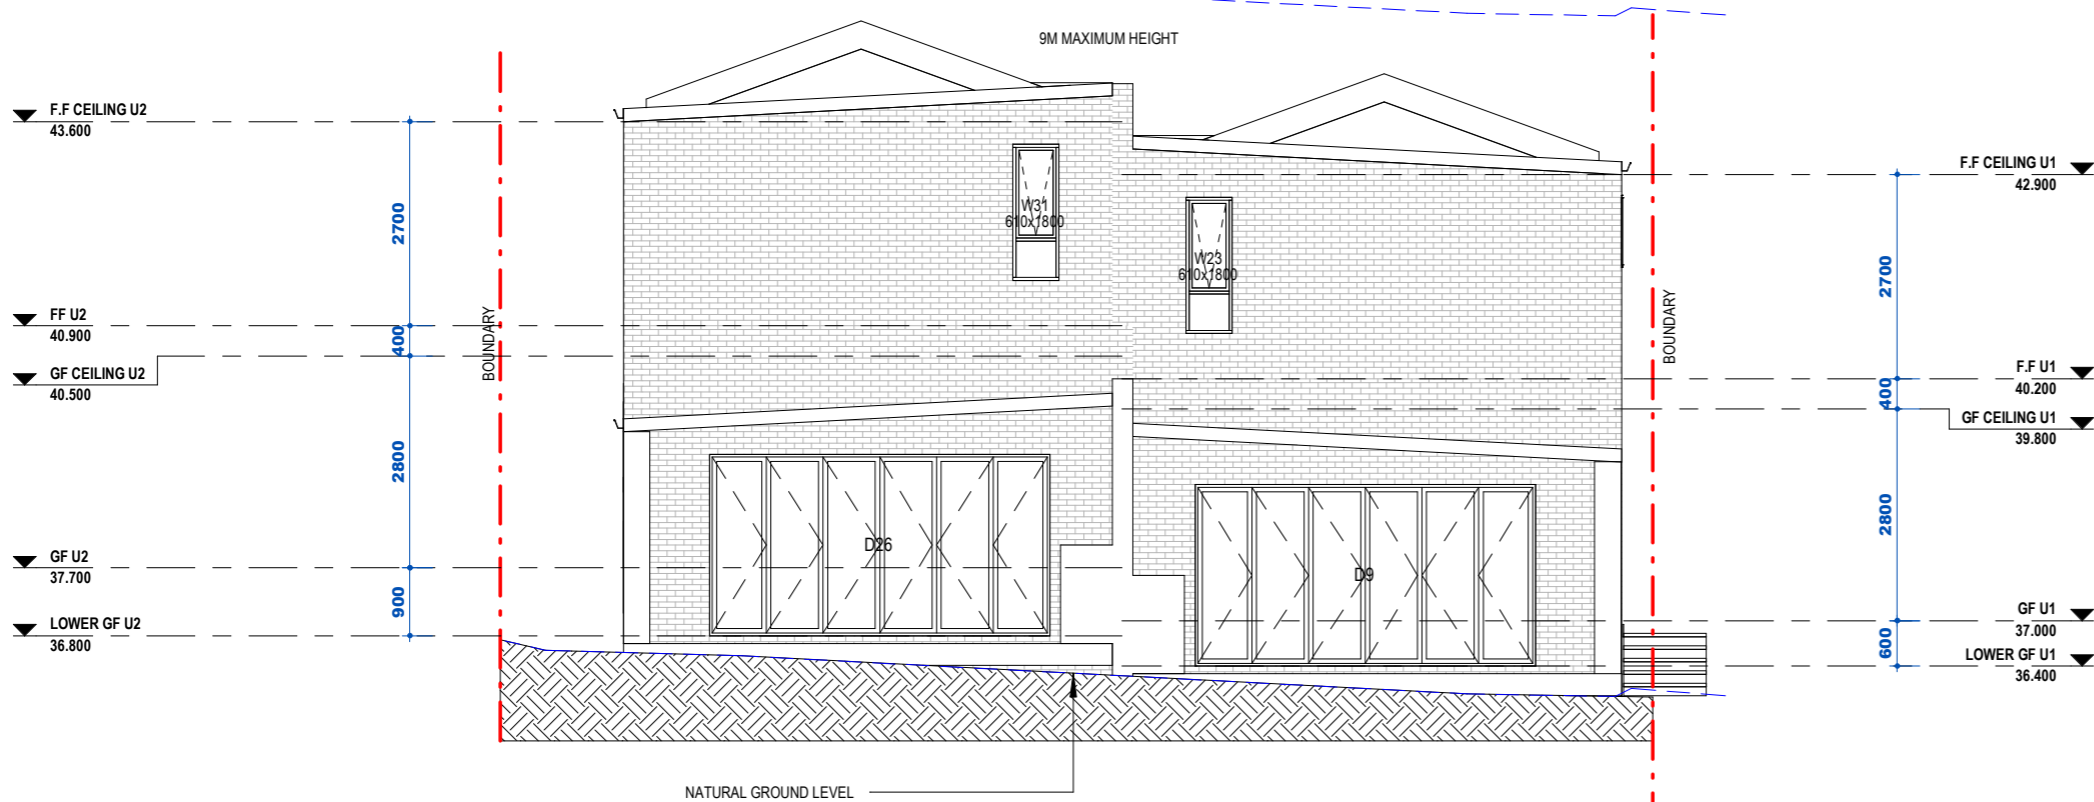 9M MAXIMUM HEIGHT
F.F CEILING U2
43.600
2700
FF U2
40.900
400
GF CEILING U2
40.500
2800
GF U2
37.700
900
LOWER GF U2
36.800
BOUNDARY
W31
610x1800
W23
610x1800
D26
D9
BOUNDARY
F.F CEILING U1
42.900
2700
F.F U1
40.200
400
GF CEILING U1
39.800
2800
GF U1
37.000
600
LOWER GF U1
36.400
NATURAL GROUND LEVEL